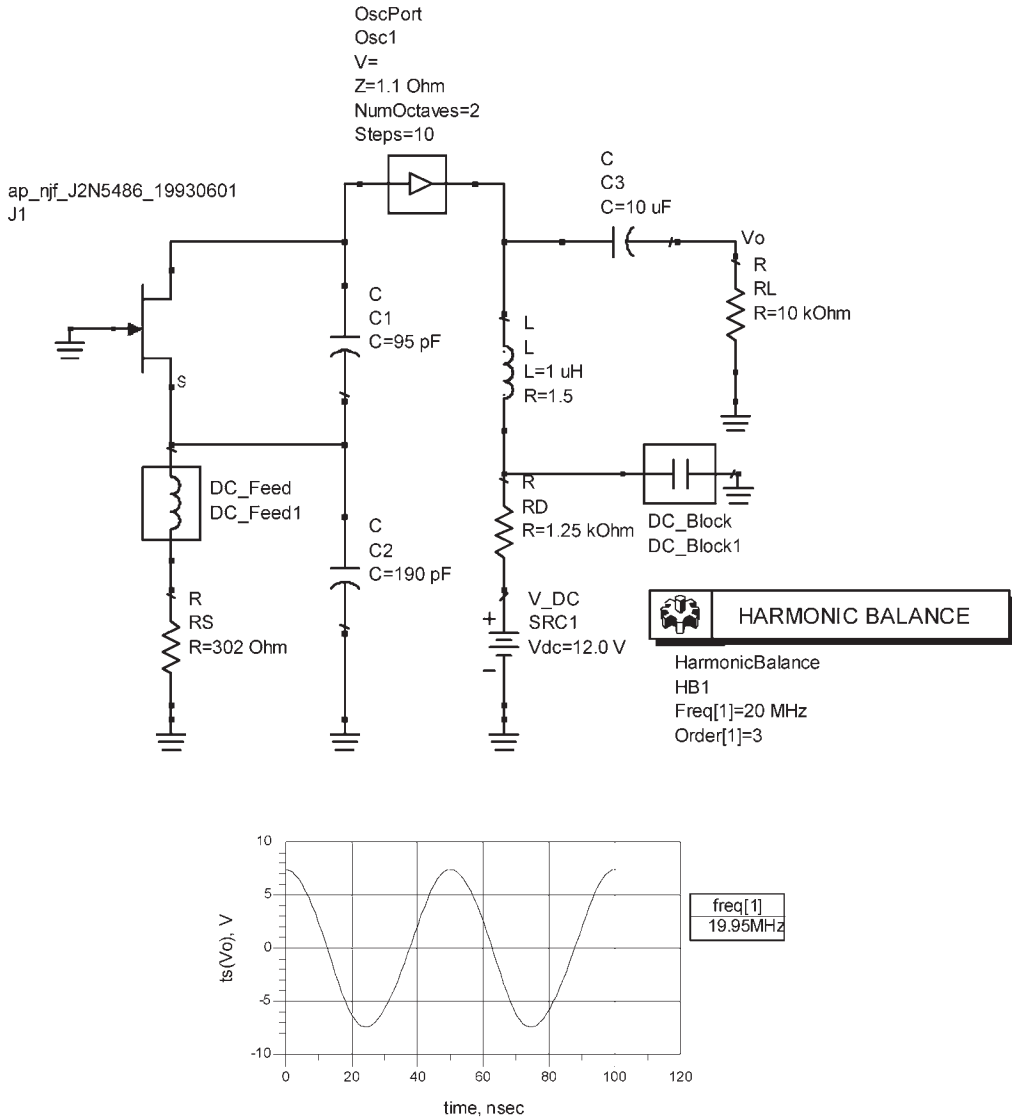 OscPort
Osc1
V=
Z=1.1 Ohm
NumOctaves=2
Steps=10
ap_njf_J2N5486_19930601
J1
C
C3
C=10 uF
Vo
R
RL
R=10 kOhm
C
C1
C=95 pF
L
L
L=1 uH
R=1.5
S
DC_Feed
DC_Feed1
R
RD
R=1.25 kOhm
DC_Block
DC_Block1
C
C2
C=190 pF
R
RS
R=302 Ohm
+
V_DC
SRC1
Vdc=12.0 V
−
HARMONIC BALANCE
HarmonicBalance
HB1
Freq[1]=20 MHz
Order[1]=3
10
5
0
-5
-10
ts(Vo), V
0 20 40 60 80 100 120
time, nsec
freq[1]
19.95MHz